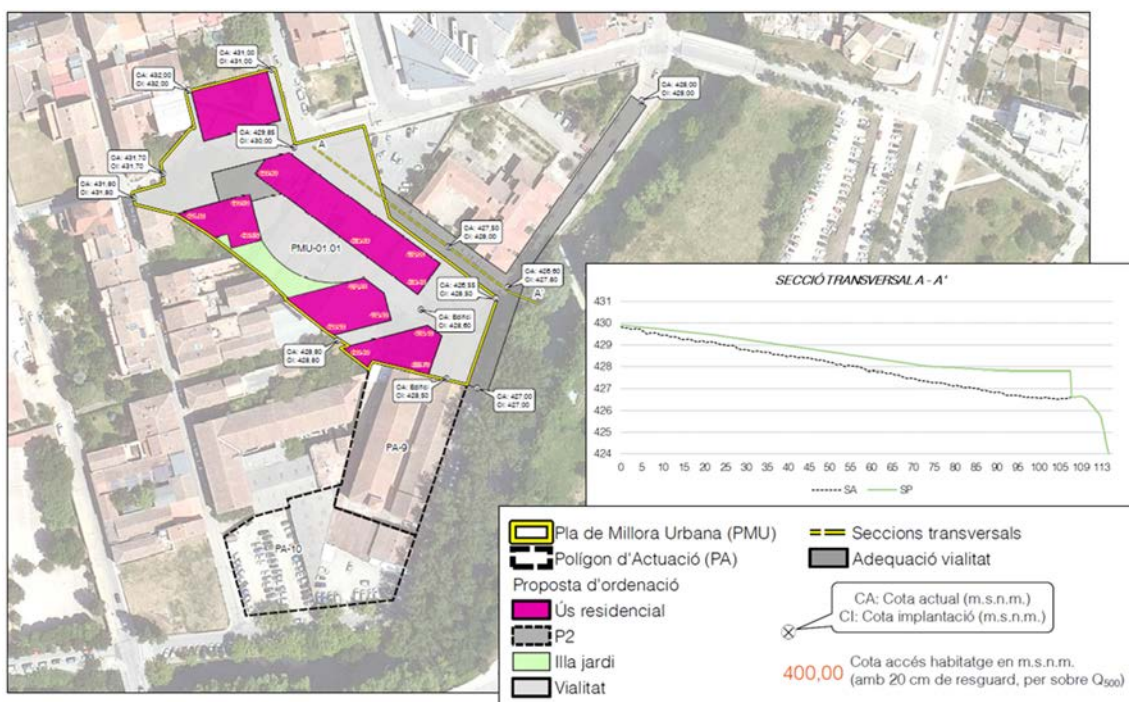 CA: 431,00
CI: 431,00
CA: 432,00
CI: 432,00
CA: 428,00
CI: 428,00
CA: 429,85
CI: 430,00
A
CA: 431,70
CI: 431,70
CA: 431,80
CI: 431,80
CA: 427,50
CI: 428,00
PMU-01.01
CA: 426,60
CI: 427,80
A'
CA: 426,55
CI: 428,50
CA: Edifici
CI: 428,60
CA: 428,80
CI: 428,80
CA: Edifici
CI: 428,50
CA: 427,00
CI: 427,00
PA-9
PA-10
SECCIÓ TRANSVERSAL A - A'
431
430
429
428
427
426
425
424
0 5 10 15 20 25 30 35 40 45 50 55 60 65 70 75 80 85 90 95 100 105 109 113
SA SP
Pla de Millora Urbana (PMU)
Polígon d'Actuació (PA)
Proposta d'ordenació
Ús residencial
P2
Illa jardi
Vialitat
Seccions transversals
Adequació vialitat
CA: Cota actual (m.s.n.m.)
CI: Cota implantació (m.s.n.m.)
400,00 Cota accés habitatge en m.s.n.m.
(amb 20 cm de resguard, per sobre Q500)